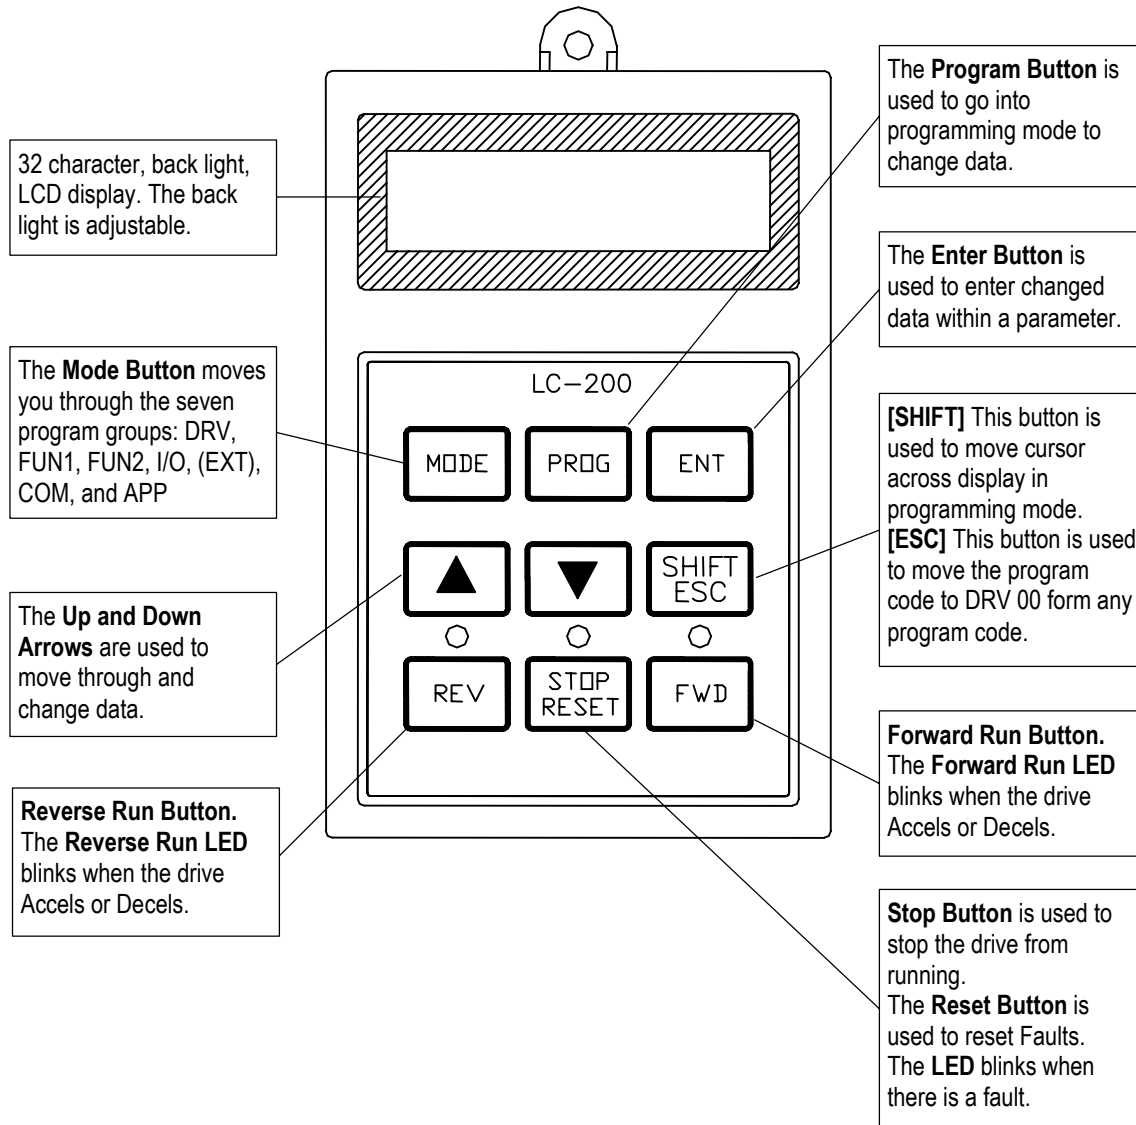 32 character, back light,
LCD display. The back
light is adjustable.
The Mode Button moves
you through the seven
program groups: DRV,
FUN1, FUN2, I/O, (EXT),
COM, and APP
The Up and Down
Arrows are used to
move through and
change data.
Reverse Run Button.
The Reverse Run LED
blinks when the drive
Accels or Decels.
LC-200
MODE
PROG
ENT
SHIFT
ESC
REV
STOP
RESET
FWD
The Program Button is
used to go into
programming mode to
change data.
The Enter Button is
used to enter changed
data within a parameter.
[SHIFT] This button is
used to move cursor
across display in
programming mode.
[ESC] This button is used
to move the program
code to DRV 00 form any
program code.
Forward Run Button.
The Forward Run LED
blinks when the drive
Accels or Decels.
Stop Button is used to
stop the drive from
running.
The Reset Button is
used to reset Faults.
The LED blinks when
there is a fault.